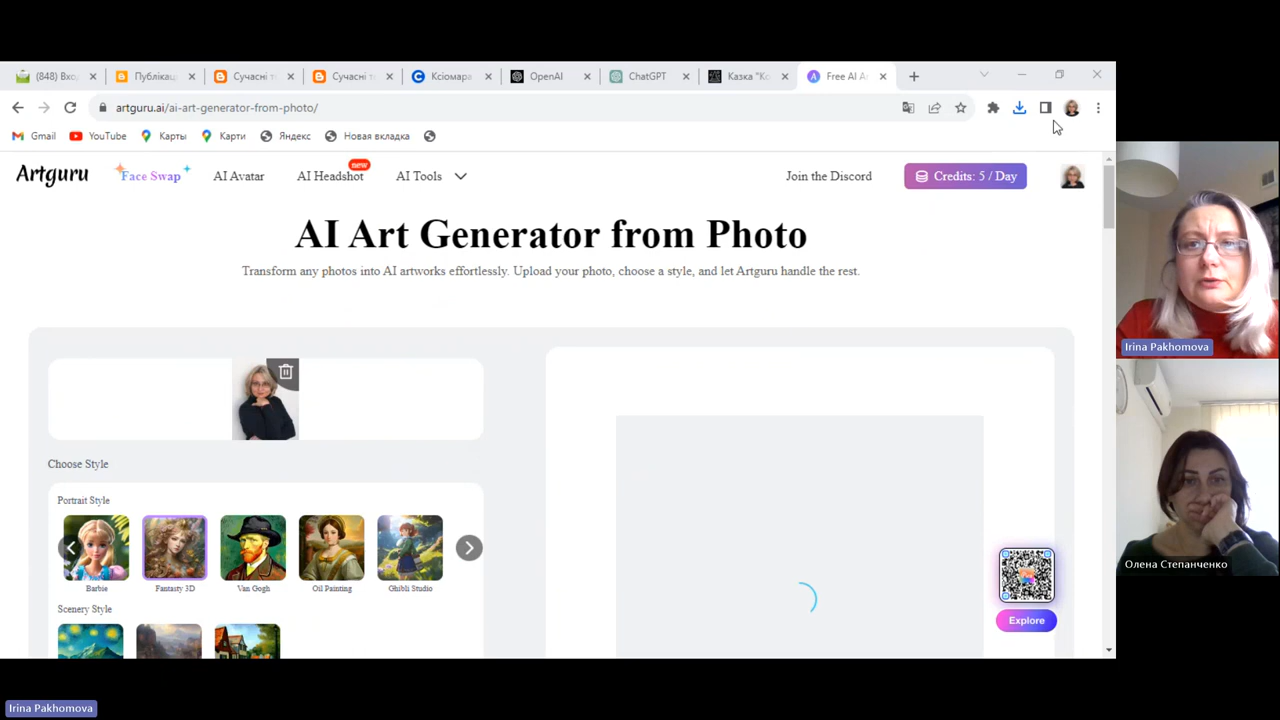 (848) Вхо
Публікац
Сучасні т
Сучасні т
Ксіомара
OpenAI
ChatGPT
Казка "Ко
Free AI Ar
artguru.ai/ai-art-generator-from-photo/
Gmail
YouTube
Карты
Карти
Яндекс
Новая вкладка
Artguru
Face Swap
AI Avatar
new
AI Headshot
AI Tools
Join the Discord
Credits: 5 / Day
AI Art Generator from Photo
Transform any photos into AI artworks effortlessly. Upload your photo, choose a style, and let Artguru handle the rest.
Choose Style
Portrait Style
Barbie
Fantasty 3D
Van Gogh
Oil Painting
Ghibli Studio
Scenery Style
Explore
Irina Pakhomova
Олена Степанченко
Irina Pakhomova